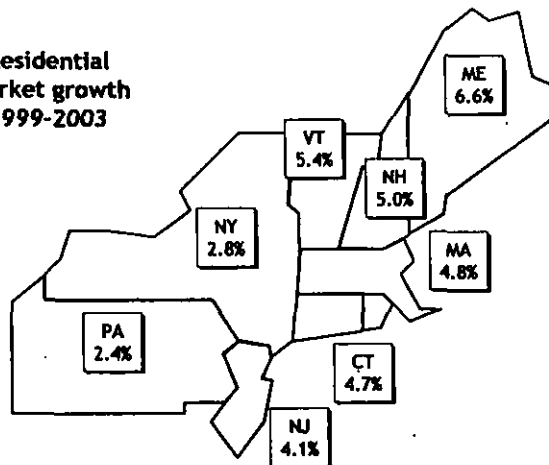 esidential
rket growth
999-2003
ME
6.6%
VT
5.4%
NH
5.0%
NY
2.8%
MA
4.8%
PA
2.4%
CT
4.7%
NJ
4.1%